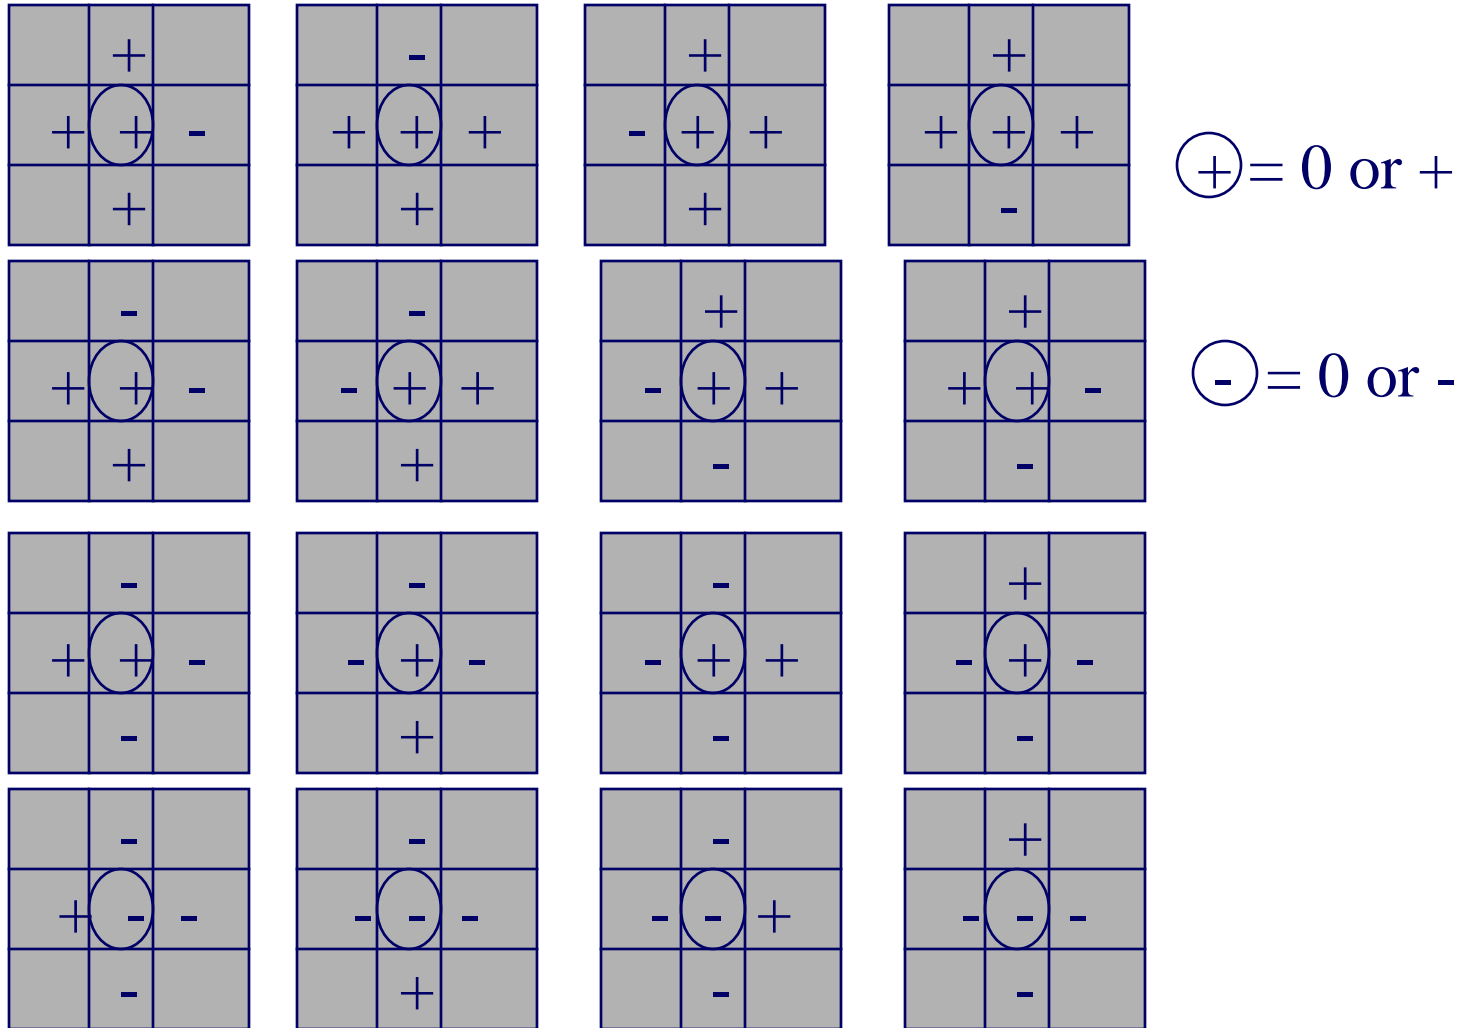 + - + +
+ + - + + + - + + + + +
+ + + -
+ = 0 or +
- - + +
+ + - - + + - + + + + -
+ + - -
- = 0 or -
- - - +
+ + - - + - - + + - + -
- + - -
- - - +
+ - - - - - - - + - - -
- + - -